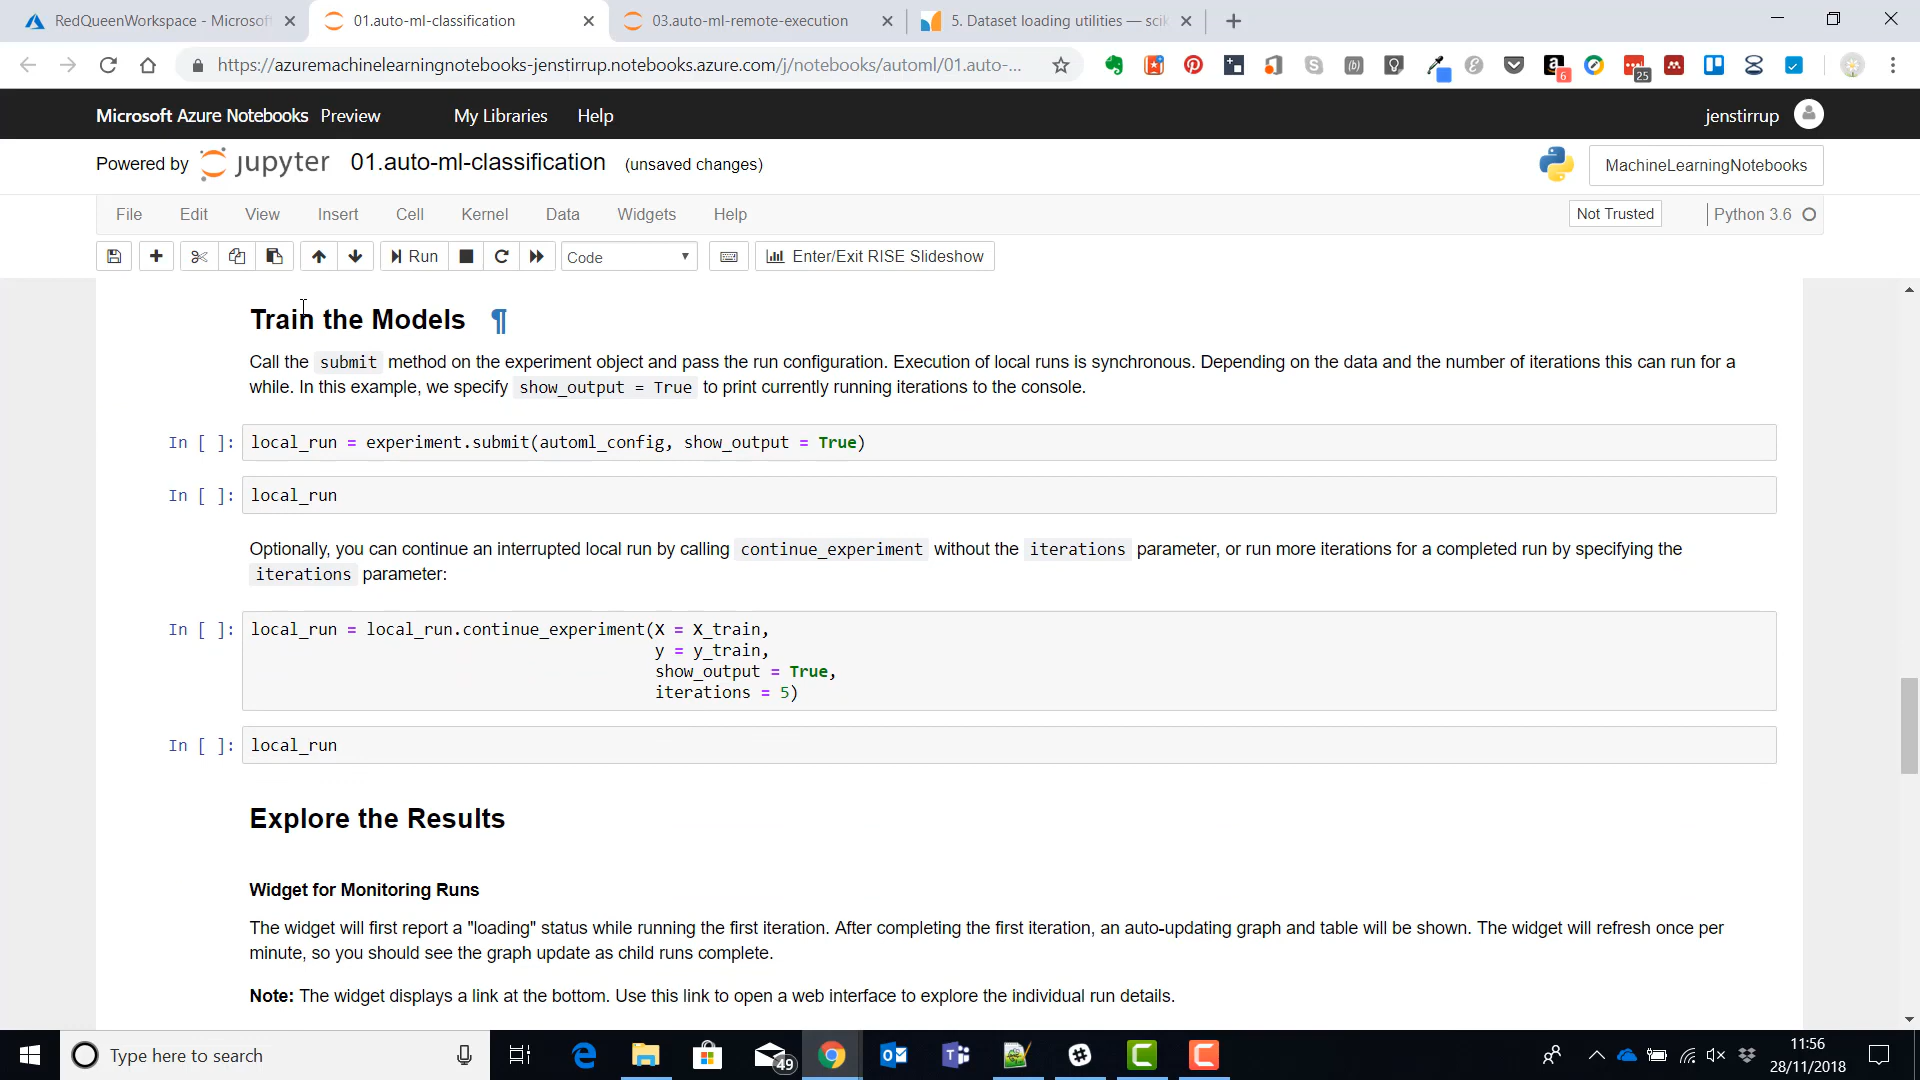 RedQueenWorkspace - Microsoft
01.auto-ml-classification
03.auto-ml-remote-execution
5. Dataset loading utilities — scik
https://azuremachinelearningnotebooks-jenstirrup.notebooks.azure.com/j/notebooks/automl/01.auto-...
6
25
Microsoft Azure Notebooks Preview My Libraries Help jenstirrup
Powered by jupyter 01.auto-ml-classification (unsaved changes) MachineLearningNotebooks
File Edit View Insert Cell Kernel Data Widgets Help Not Trusted Python 3.6
Run Code Enter/Exit RISE Slideshow
Train the Models ¶
Call the submit method on the experiment object and pass the run configuration. Execution of local runs is synchronous. Depending on the data and the number of iterations this can run for a
while. In this example, we specify show_output = True to print currently running iterations to the console.
In [ ]: local_run = experiment.submit(automl_config, show_output = True)
In [ ]: local_run
Optionally, you can continue an interrupted local run by calling continue_experiment without the iterations parameter, or run more iterations for a completed run by specifying the
iterations parameter:
In [ ]: local_run = local_run.continue_experiment(X = X_train,
y = y_train,
show_output = True,
iterations = 5)
In [ ]: local_run
Explore the Results
Widget for Monitoring Runs
The widget will first report a "loading" status while running the first iteration. After completing the first iteration, an auto-updating graph and table will be shown. The widget will refresh once per
minute, so you should see the graph update as child runs complete.
Note: The widget displays a link at the bottom. Use this link to open a web interface to explore the individual run details.
Type here to search
49
11:56
28/11/2018